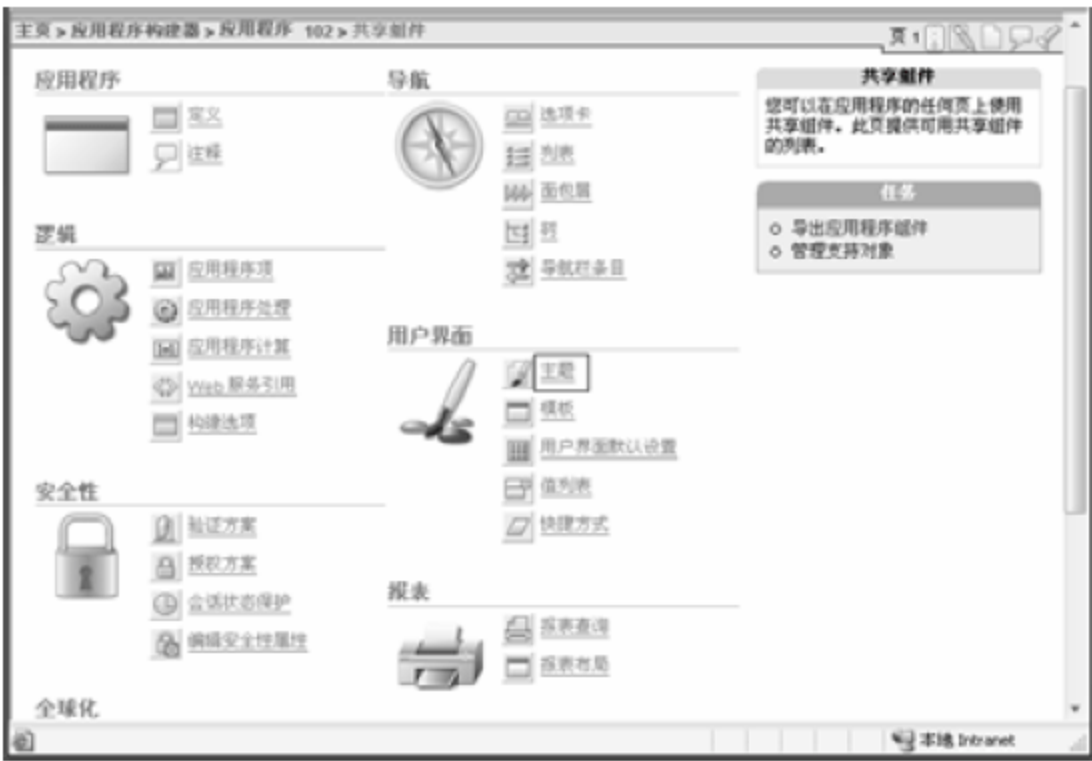 主页 > 应用程序构建器 > 应用程序 102 > 共享组件
页 1
应用程序
定义
注释
逻辑
应用程序项
应用程序处理
应用程序计算
Web 服务引用
构建选项
安全性
验证方案
授权方案
会话状态保护
编辑安全性属性
全球化
导航
选项卡
列表
面包屑
树
导航栏条目
用户界面
主题
模板
用户界面默认设置
值列表
快捷方式
报表
报表查询
报表布局
共享组件
您可以在应用程序的任何页上使用
共享组件。此页提供可用共享组件
的列表。
任务
导出应用程序组件
管理支持对象
本地 Intranet